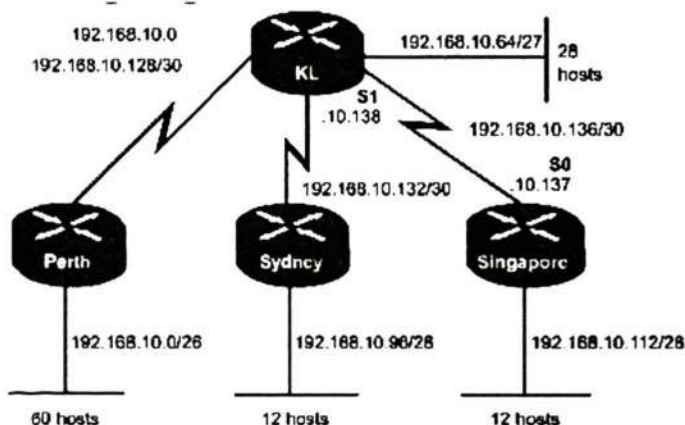 192.168.10.0
192.168.10.128/30
KL
192.168.10.64/27
28
hosts
S1
.10.138
192.168.10.136/30
192.168.10.132/30
S0
.10.137
Perth
Sydney
Singapore
192.168.10.0/26
192.168.10.96/28
192.168.10.112/28
60 hosts
12 hosts
12 hosts